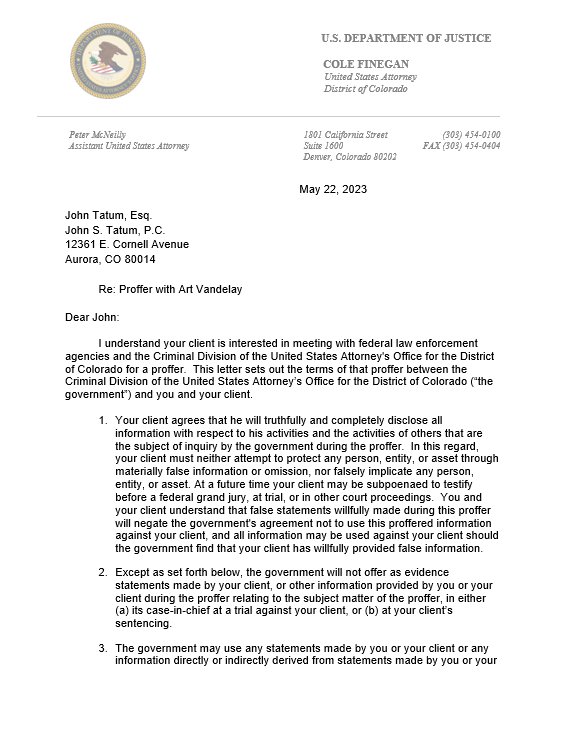 U.S. DEPARTMENT OF JUSTICE
COLE FINEGAN
United States Attorney
District of Colorado
Peter McNeilly
Assistant United States Attorney
1801 California Street
Suite 1600
Denver, Colorado 80202
(303) 454-0100
FAX (303) 454-0404
May 22, 2023
John Tatum, Esq.
John S. Tatum, P.C.
12361 E. Cornell Avenue
Aurora, CO 80014
Re: Proffer with Art Vandelay
Dear John:
I understand your client is interested in meeting with federal law enforcement
agencies and the Criminal Division of the United States Attorney's Office for the District
of Colorado for a proffer. This letter sets out the terms of that proffer between the
Criminal Division of the United States Attorney's Office for the District of Colorado ("the
government") and you and your client.
1. Your client agrees that he will truthfully and completely disclose all
information with respect to his activities and the activities of others that are
the subject of inquiry by the government during the proffer. In this regard,
your client must neither attempt to protect any person, entity, or asset through
materially false information or omission, nor falsely implicate any person,
entity, or asset. At a future time your client may be subpoenaed to testify
before a federal grand jury, at trial, or in other court proceedings. You and
your client understand that false statements willfully made during this proffer
will negate the government's agreement not to use this proffered information
against your client, and all information may be used against your client should
the government find that your client has willfully provided false information.
2. Except as set forth below, the government will not offer as evidence
statements made by your client, or other information provided by you or your
client during the proffer relating to the subject matter of the proffer, in either
(a) its case-in-chief at a trial against your client, or (b) at your client's
sentencing.
3. The government may use any statements made by you or your client or any
information directly or indirectly derived from statements made by you or your